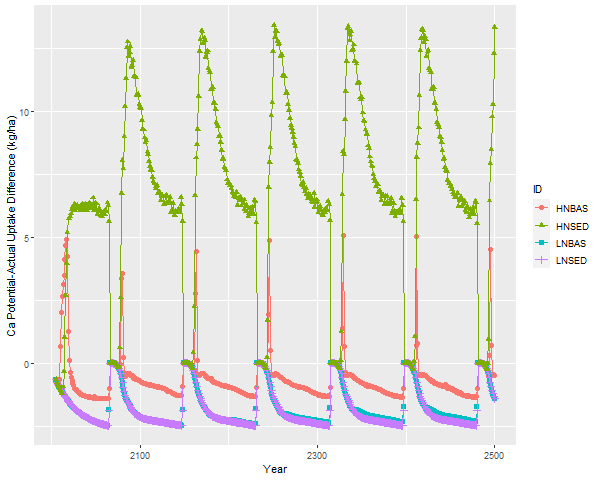 Ca Potential-Actual Uptake Difference (kg/ha)
10
5
0
2100
2300
2500
Year
ID
HNBAS
HNSED
LNBAS
LNSED